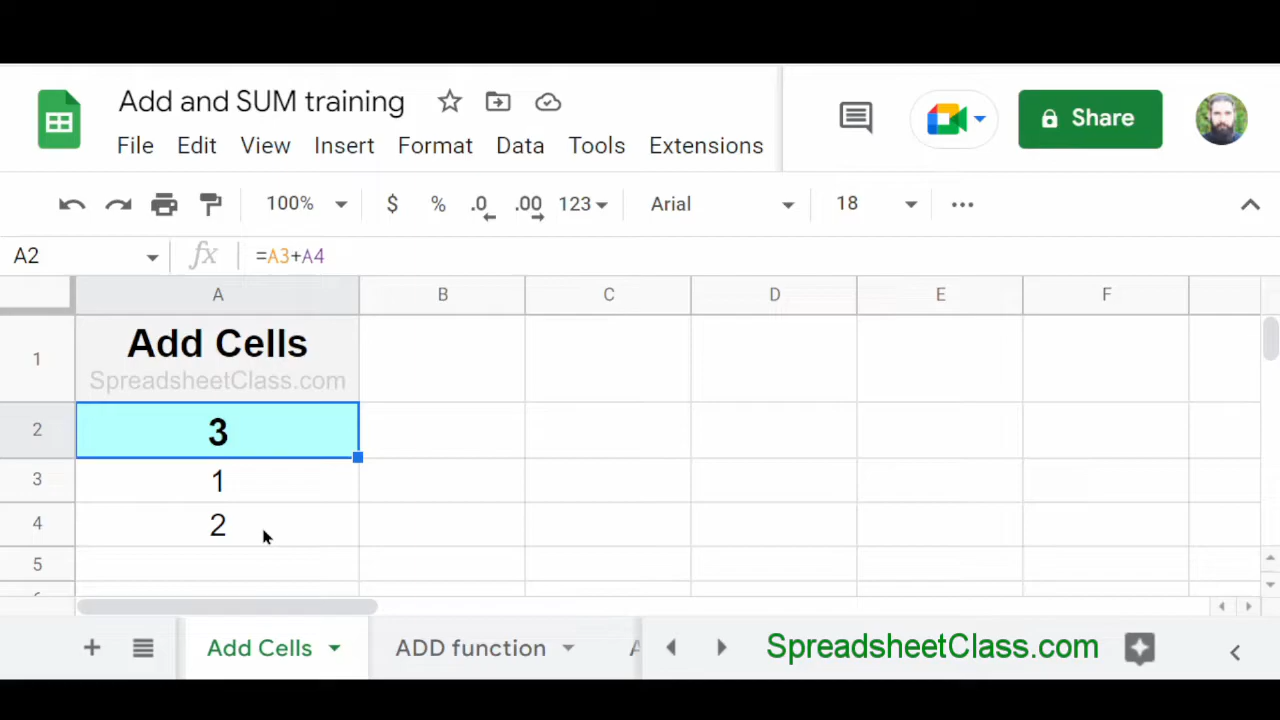 Add and SUM training
File Edit View Insert Format Data Tools Extensions
Share
100% $ % .0 .00 123 Arial 18
A2 fx =A3+A4
A B C D E F
1 Add Cells
SpreadsheetClass.com
2 3
3 1
4 2
5
Add Cells ADD function SpreadsheetClass.com